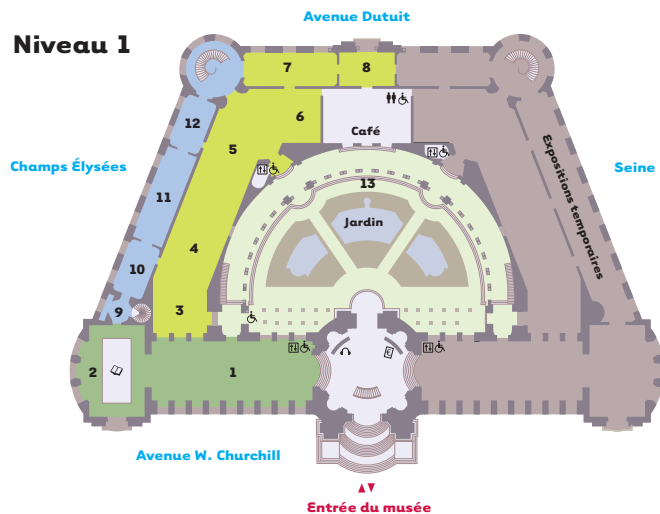 Avenue Dutuit
Niveau 1
7
8
6
Café
12
5
Champs Élysées
Seine
13
11
Expositions temporaires
Jardin
4
10
9
3
2
1
Avenue W. Churchill
Entrée du musée